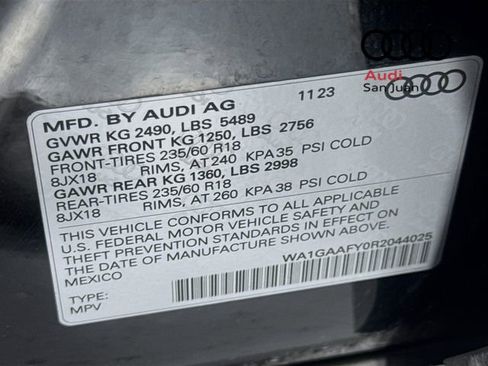 Audi
San Juan
MFD. BY AUDI AG 11 23
GVWR KG 2490, LBS 5489
GAWR FRONT KG 1250, LBS 2756
FRONT-TIRES 235/60 R18
8JX18 RIMS, AT 240 KPA 35 PSI COLD
GAWR REAR KG 1360, LBS 2998
REAR-TIRES 235/60 R18
8JX18 RIMS, AT 260 KPA 38 PSI COLD
THIS VEHICLE CONFORMS TO ALL APPLICABLE
U.S. FEDERAL MOTOR VEHICLE SAFETY AND
THEFT PREVENTION STANDARDS IN EFFECT ON
THE DATE OF MANUFACTURE SHOWN ABOVE.
MEXICO
WA1GAAFY0R2044025
TYPE:
MPV